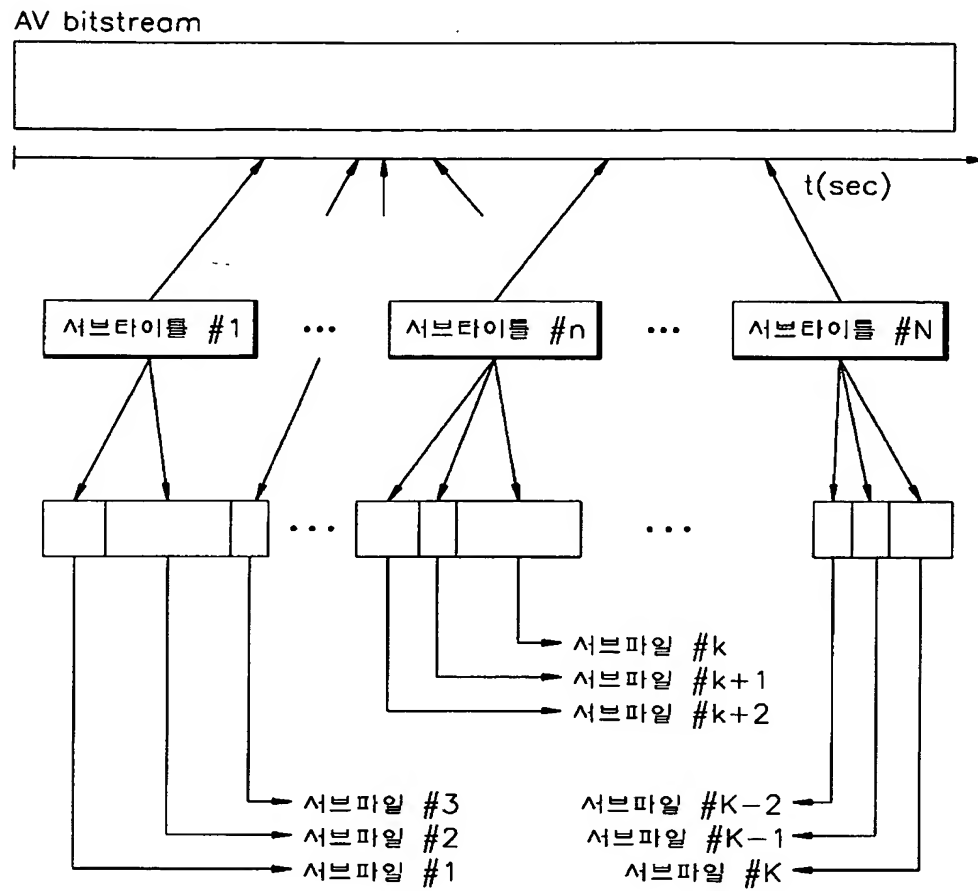 AV bitstream
t(sec)
서브타이틀 #1
...
서브타이틀 #n
...
서브타이틀 #N
...
...
서브파일 #k
서브파일 #k+1
서브파일 #k+2
서브파일 #3
서브파일 #K-2
서브파일 #2
서브파일 #K-1
서브파일 #1
서브파일 #K